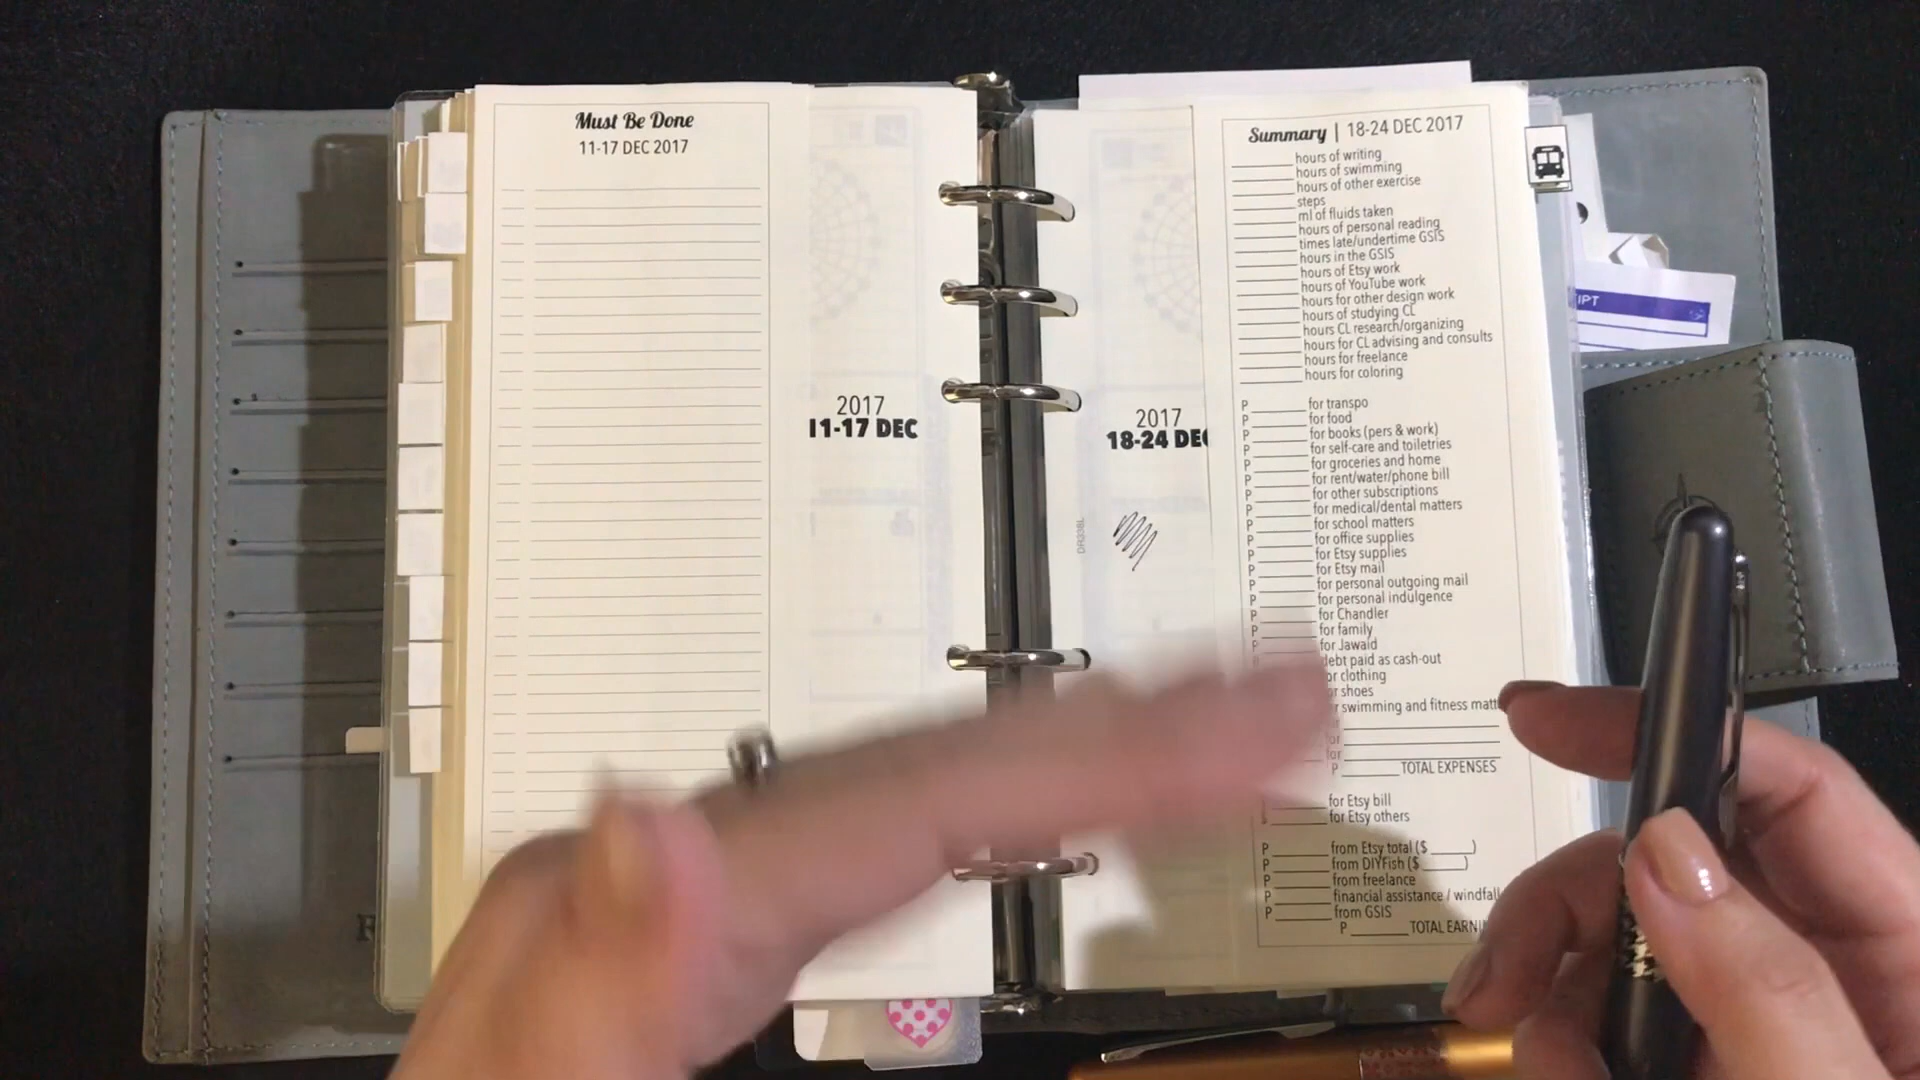 Must Be Done
11-17 DEC 2017
2017
11-17 DEC
2017
18-24 DEC
DR338L
Summary | 18-24 DEC 2017
hours of writing
hours of swimming
hours of other exercise
steps
ml of fluids taken
hours of personal reading
times late/undertime GSIS
hours in the GSIS
hours of Etsy work
hours of YouTube work
hours for other design work
hours of studying CL
hours CL research/organizing
hours for CL advising and consults
hours for freelance
hours for coloring
P for transpo
P for food
P for books (pers & work)
P for self-care and toiletries
P for groceries and home
P for rent/water/phone bill
P for other subscriptions
P for medical/dental matters
P for school matters
P for office supplies
P for Etsy supplies
P for Etsy mail
P for personal outgoing mail
P for personal indulgence
P for Chandler
P for family
P for Jawaid
debt paid as cash-out
or clothing
or shoes
r swimming and fitness matt
for
for
P TOTAL EXPENSES
for Etsy bill
for Etsy others
P from Etsy total ($ )
P from DIYFish ($ )
P from freelance
P financial assistance / windfall
P from GSIS
P TOTAL EARN
IPT